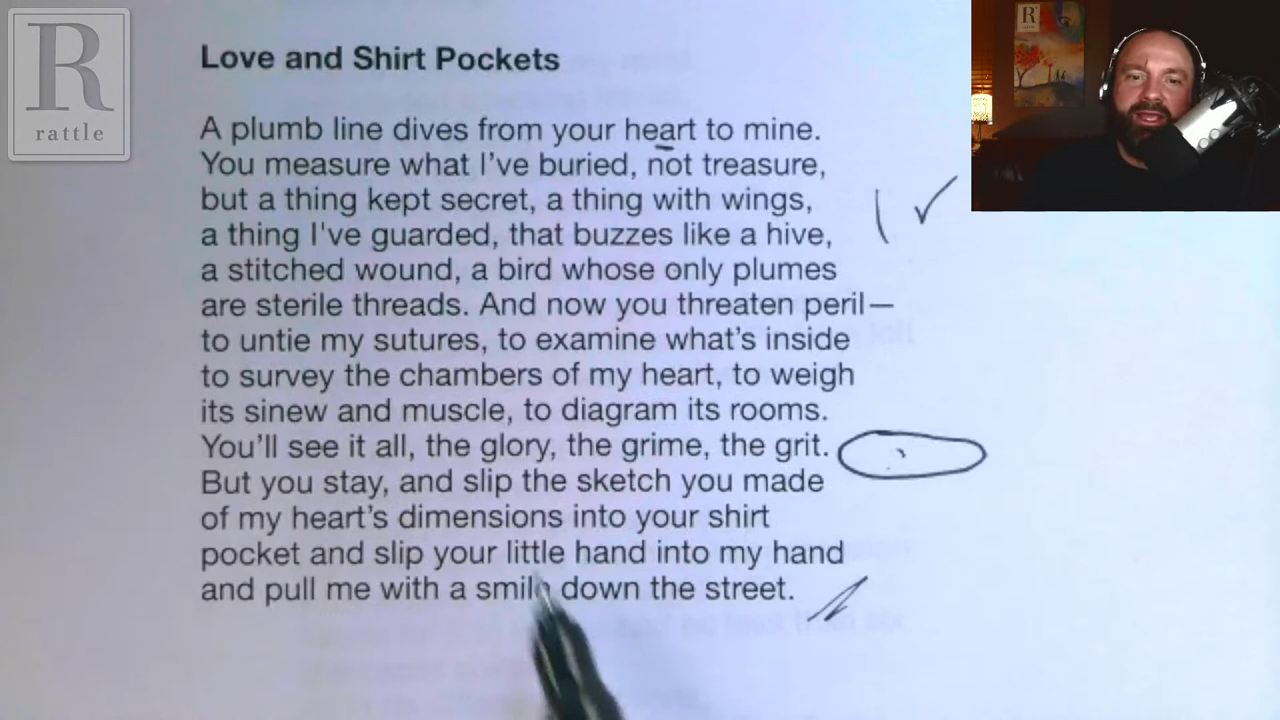 R
rattle
R
Love and Shirt Pockets
A plumb line dives from your heart to mine.
You measure what I’ve buried, not treasure,
but a thing kept secret, a thing with wings,
a thing I've guarded, that buzzes like a hive,
a stitched wound, a bird whose only plumes
are sterile threads. And now you threaten peril—
to untie my sutures, to examine what’s inside
to survey the chambers of my heart, to weigh
its sinew and muscle, to diagram its rooms.
You’ll see it all, the glory, the grime, the grit.
But you stay, and slip the sketch you made
of my heart’s dimensions into your shirt
pocket and slip your little hand into my hand
and pull me with a smile down the street.